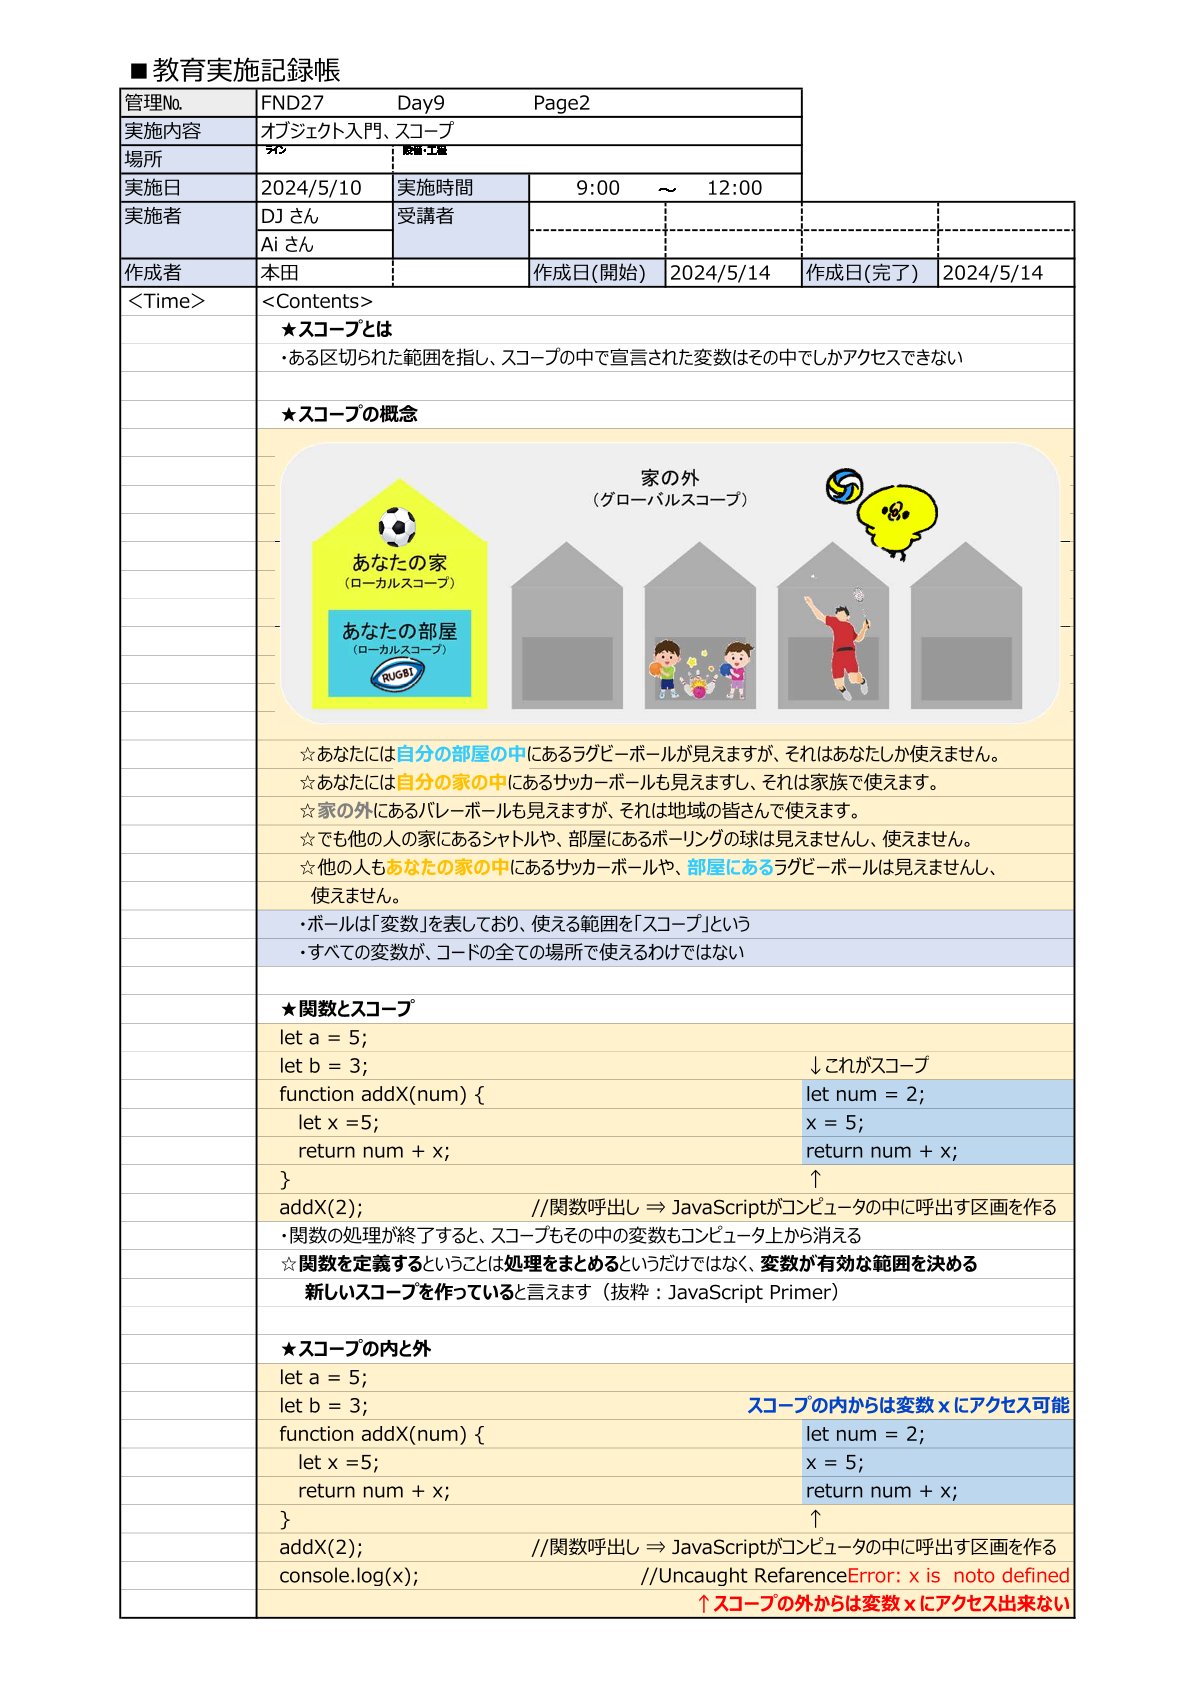 ■教育実施記録帳
管理No. FND27 Day9 Page2
実施内容 オブジェクト入門、スコープ
場所 ライン 設備・工程
実施日 2024/5/10 実施時間 9:00 ～ 12:00
実施者 DJ さん 受講者
Ai さん
作成者 本田 作成日(開始) 2024/5/14 作成日(完了) 2024/5/14
＜Time＞ <Contents>
★スコープとは
・ある区切られた範囲を指し、スコープの中で宣言された変数はその中でしかアクセスできない
★スコープの概念
家の外
（グローバルスコープ）
あなたの家
（ローカルスコープ）
あなたの部屋
（ローカルスコープ）
RUGBI
☆あなたには自分の部屋の中にあるラグビーボールが見えますが、それはあなたしか使えません。
☆あなたには自分の家の中にあるサッカーボールも見えますし、それは家族で使えます。
☆家の外にあるバレーボールも見えますが、それは地域の皆さんで使えます。
☆でも他の人の家にあるシャトルや、部屋にあるボーリングの球は見えませんし、使えません。
☆他の人もあなたの家の中にあるサッカーボールや、部屋にあるラグビーボールは見えませんし、
使えません。
・ボールは「変数」を表しており、使える範囲を「スコープ」という
・すべての変数が、コードの全ての場所で使えるわけではない
★関数とスコープ
let a = 5;
let b = 3; ↓これがスコープ
function addX(num) { let num = 2;
let x =5; x = 5;
return num + x; return num + x;
} ↑
addX(2); //関数呼出し ⇒ JavaScriptがコンピュータの中に呼出す区画を作る
・関数の処理が終了すると、スコープもその中の変数もコンピュータ上から消える
☆関数を定義するということは処理をまとめるというだけではなく、変数が有効な範囲を決める
新しいスコープを作っていると言えます（抜粋：JavaScript Primer）
★スコープの内と外
let a = 5;
let b = 3; スコープの内からは変数ｘにアクセス可能
function addX(num) { let num = 2;
let x =5; x = 5;
return num + x; return num + x;
} ↑
addX(2); //関数呼出し ⇒ JavaScriptがコンピュータの中に呼出す区画を作る
console.log(x); //Uncaught RefarenceError: x is noto defined
↑スコープの外からは変数ｘにアクセス出来ない